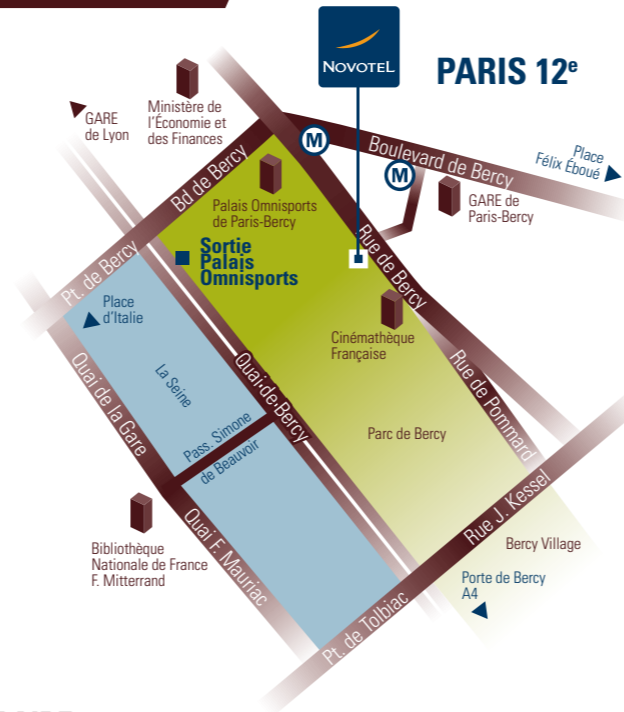 NOVOTEL
PARIS 12e
GARE
de Lyon
Ministère de
l'Économie et
des Finances
M
Boulevard de Bercy
M
Place
Félix Éboué
Bd de Bercy
GARE de
Paris-Bercy
Palais Omnisports
de Paris-Bercy
Rue de Bercy
Sortie
Palais
Omnisports
Pt. de Bercy
Place
d'Italie
Cinémathèque
Française
La Seine
Quai-de-Bercy
Rue de Pommard
Quai de la Gare
Parc de Bercy
Pass. Simone
de Beauvoir
Rue J. Kessel
Quai F. Mauriac
Bercy Village
Bibliothèque
Nationale de France
F. Mitterrand
Porte de Bercy
A4
Pt. de Tolbiac